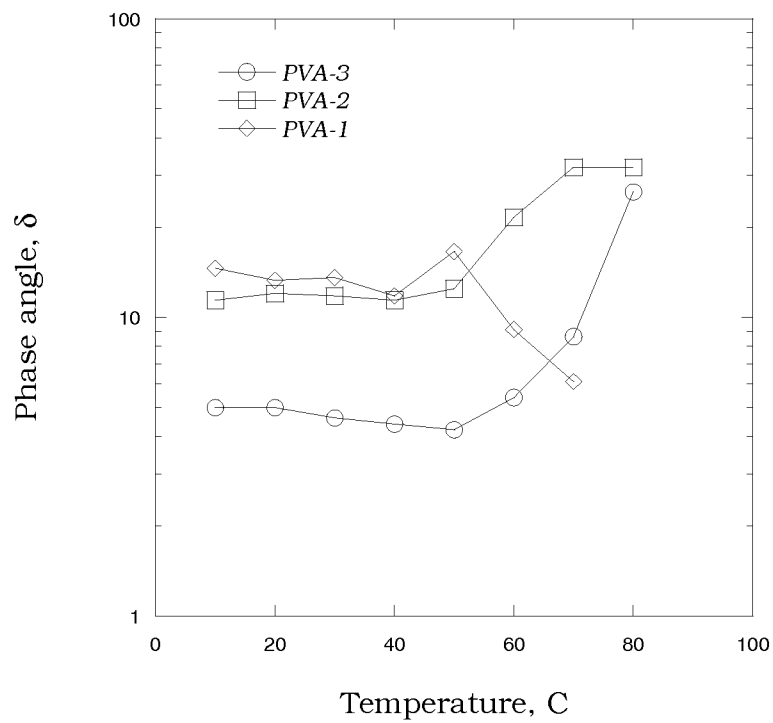 100
PVA-3
PVA-2
PVA-1
Phase angle, δ
10
1
0 20 40 60 80 100
Temperature, C